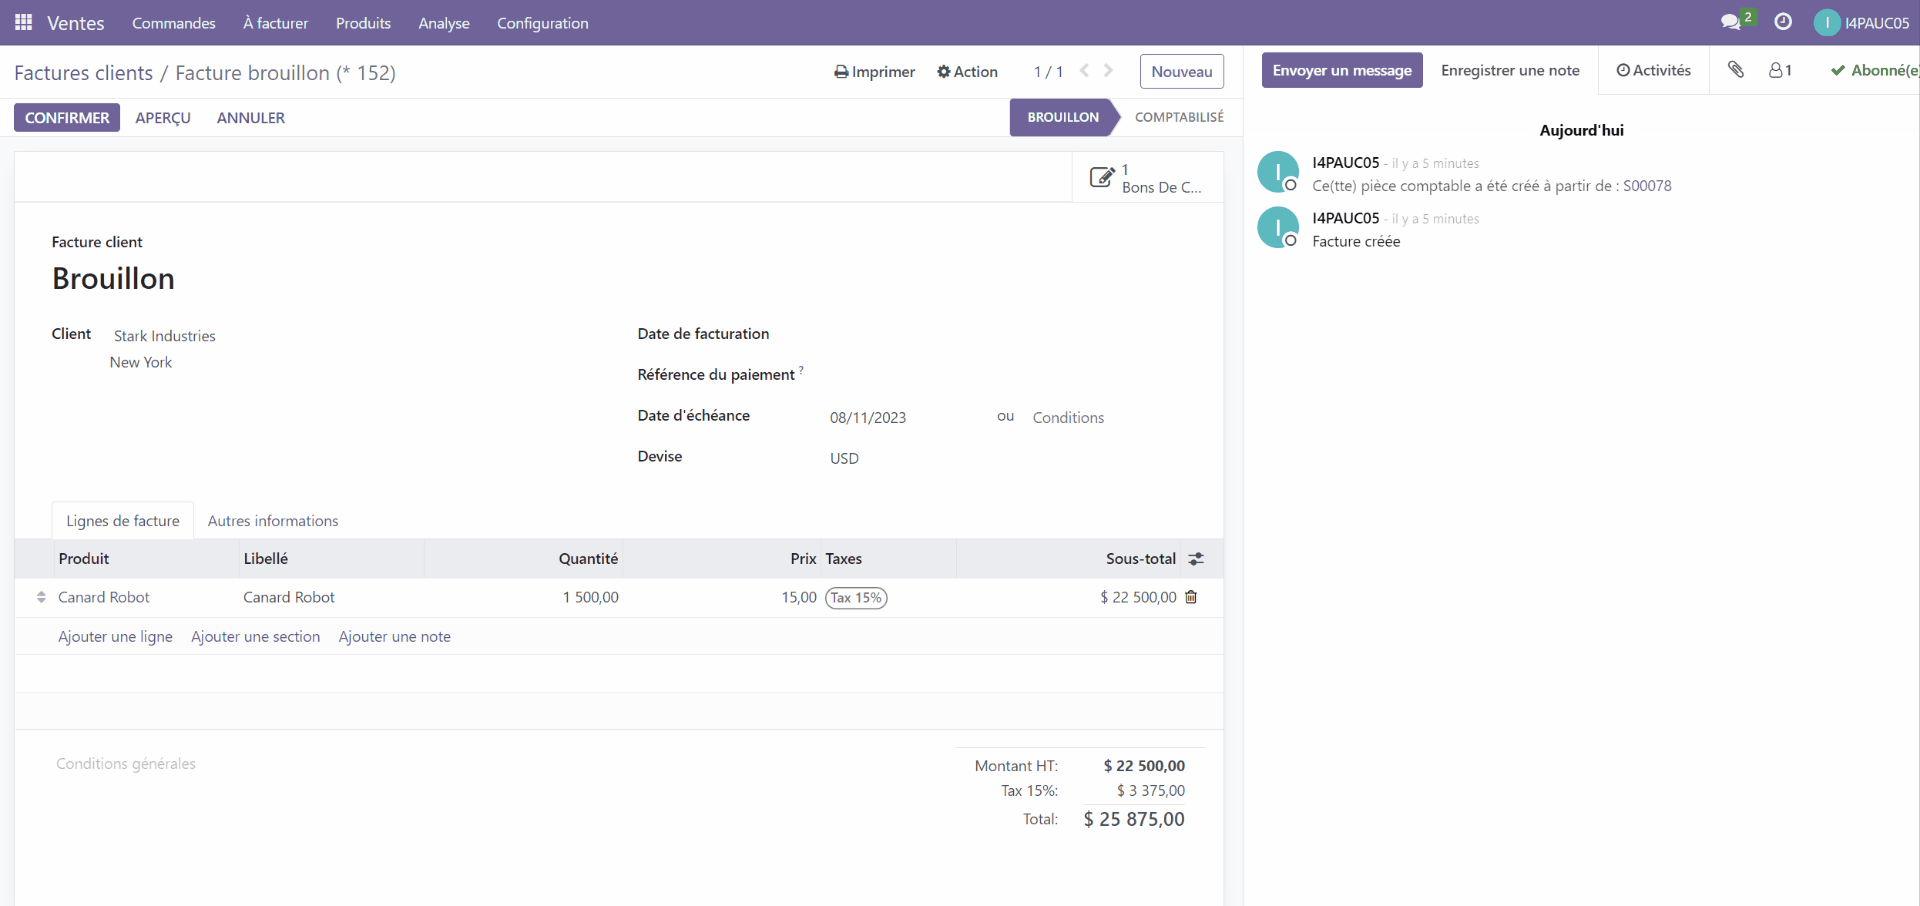 Ventes Commandes À facturer Produits Analyse Configuration 2 I I4PAUC05
Factures clients / Facture brouillon (* 152) Imprimer Action 1 / 1 Nouveau
CONFIRMER APERÇU ANNULER BROUILLON COMPTABILISÉ
1
Bons De C...
Facture client
Brouillon
Client Stark Industries
New York
Date de facturation
Référence du paiement ?
Date d'échéance 08/11/2023 ou Conditions
Devise USD
Lignes de facture Autres informations
Produit Libellé Quantité Prix Taxes Sous-total
Canard Robot Canard Robot 1 500,00 15,00 Tax 15% $ 22 500,00
Ajouter une ligne Ajouter une section Ajouter une note
Conditions générales
Montant HT: $ 22 500,00
Tax 15%: $ 3 375,00
Total: $ 25 875,00
Envoyer un message Enregistrer une note Activités 1 Abonné(e)
Aujourd'hui
I I4PAUC05 - il y a 5 minutes
Ce(tte) pièce comptable a été créé à partir de : S00078
I I4PAUC05 - il y a 5 minutes
Facture créée